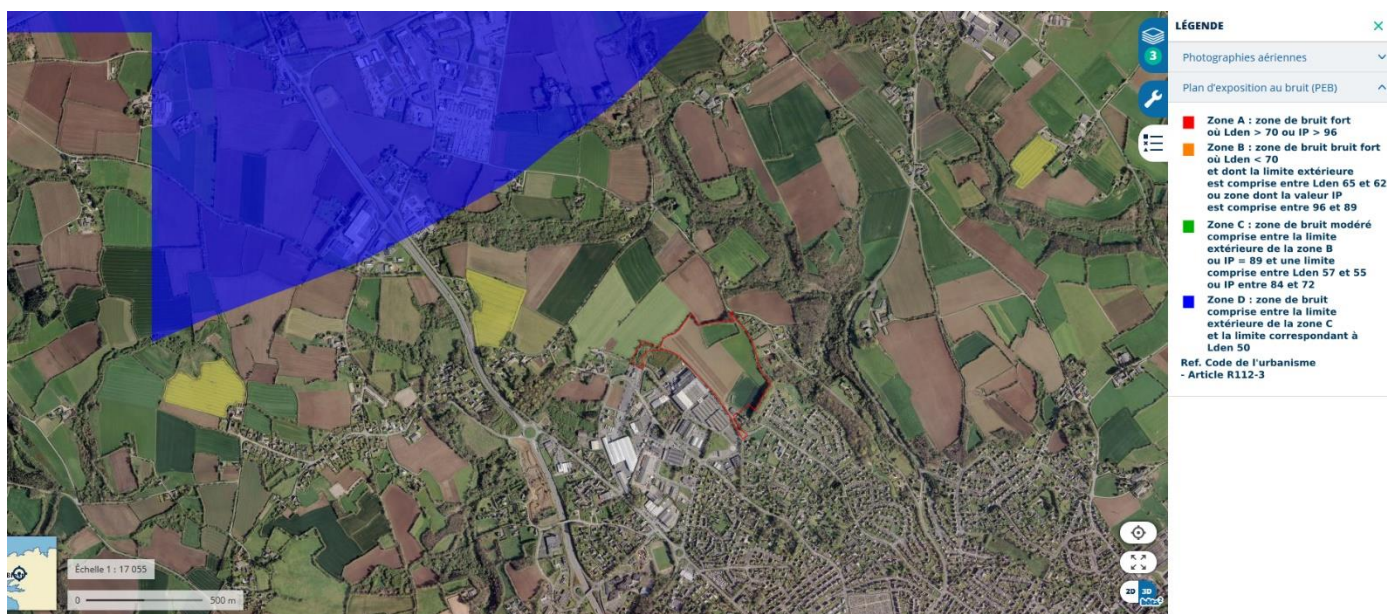 3
Échelle 1 : 17 055
0 500 m
2D 3D
LÉGENDE
Photographies aériennes
Plan d'exposition au bruit (PEB)
Zone A : zone de bruit fort
où Lden > 70 ou IP > 96
Zone B : zone de bruit bruit fort
où Lden < 70
et dont la limite extérieure
est comprise entre Lden 65 et 62
ou zone dont la valeur IP
est comprise entre 96 et 89
Zone C : zone de bruit modéré
comprise entre la limite
extérieure de la zone B
ou IP = 89 et une limite
comprise entre Lden 57 et 55
ou IP entre 84 et 72
Zone D : zone de bruit
comprise entre la limite
extérieure de la zone C
et la limite correspondant à
Lden 50
Ref. Code de l'urbanisme
- Article R112-3